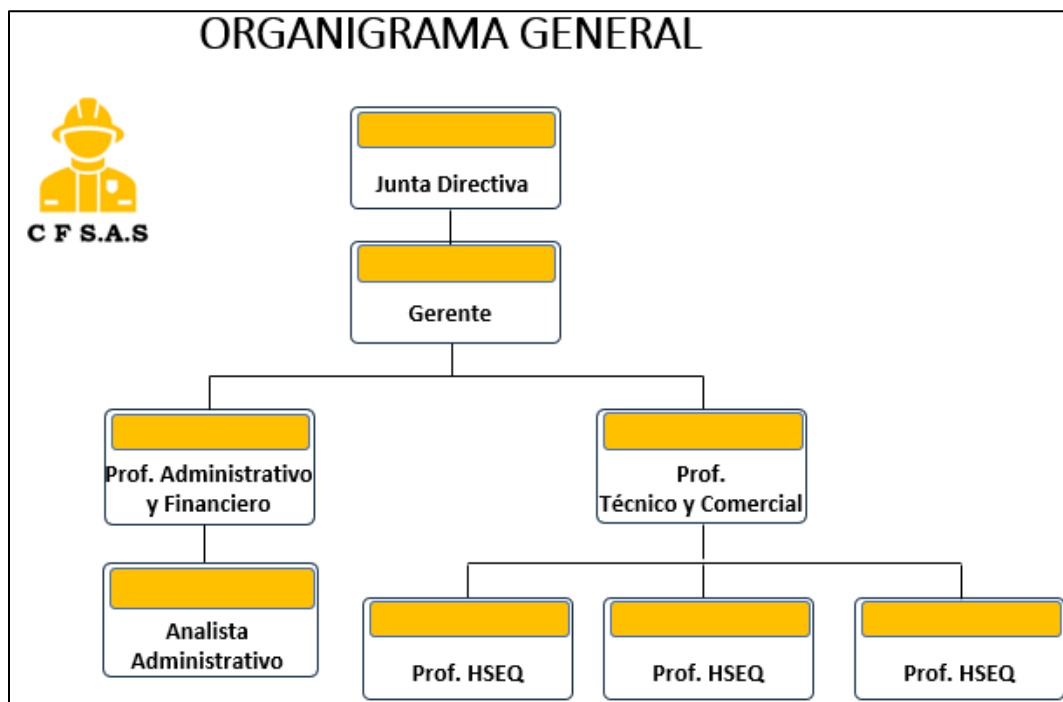 ORGANIGRAMA GENERAL
C F S.A.S
Junta Directiva
Gerente
Prof. Administrativo
y Financiero
Prof.
Técnico y Comercial
Analista
Administrativo
Prof. HSEQ
Prof. HSEQ
Prof. HSEQ